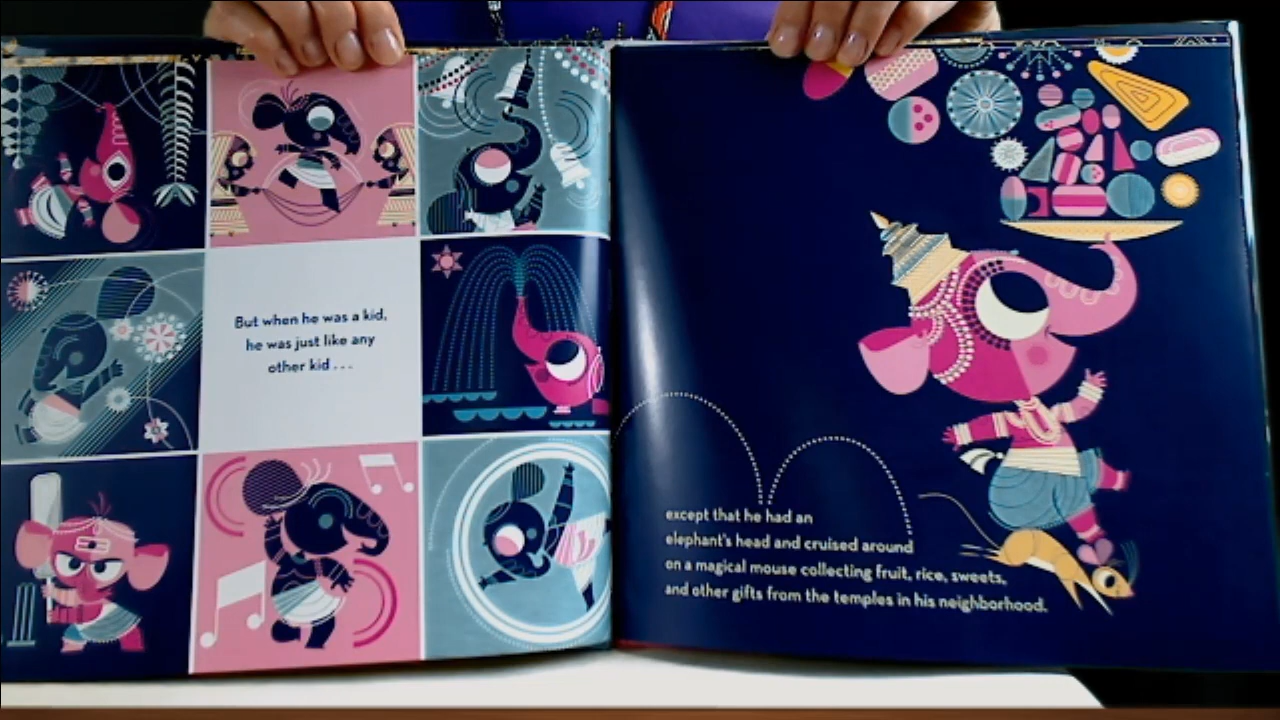 But when he was a kid,
he was just like any
other kid . . .
except that he had an
elephant's head and cruised around
on a magical mouse collecting fruit, rice, sweets,
and other gifts from the temples in his neighborhood.